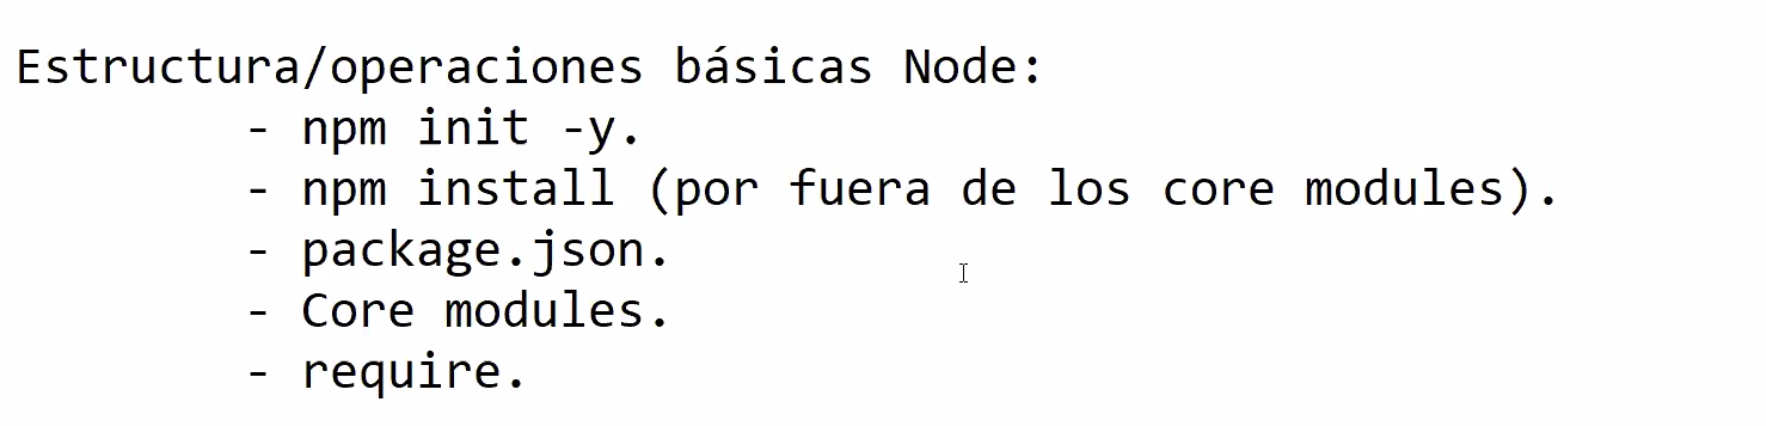 Estructura/operaciones básicas Node:
- npm init -y.
- npm install (por fuera de los core modules).
- package.json.
- Core modules.
- require.